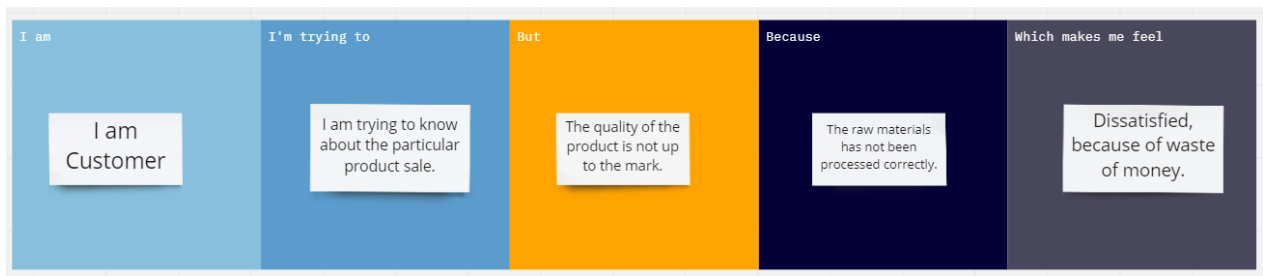 I am
I'm trying to
But
Because
Which makes me feel
I am
Customer
I am trying to know
about the particular
product sale.
The quality of the
product is not up
to the mark.
The raw materials
has not been
processed correctly.
Dissatisfied,
because of waste
of money.